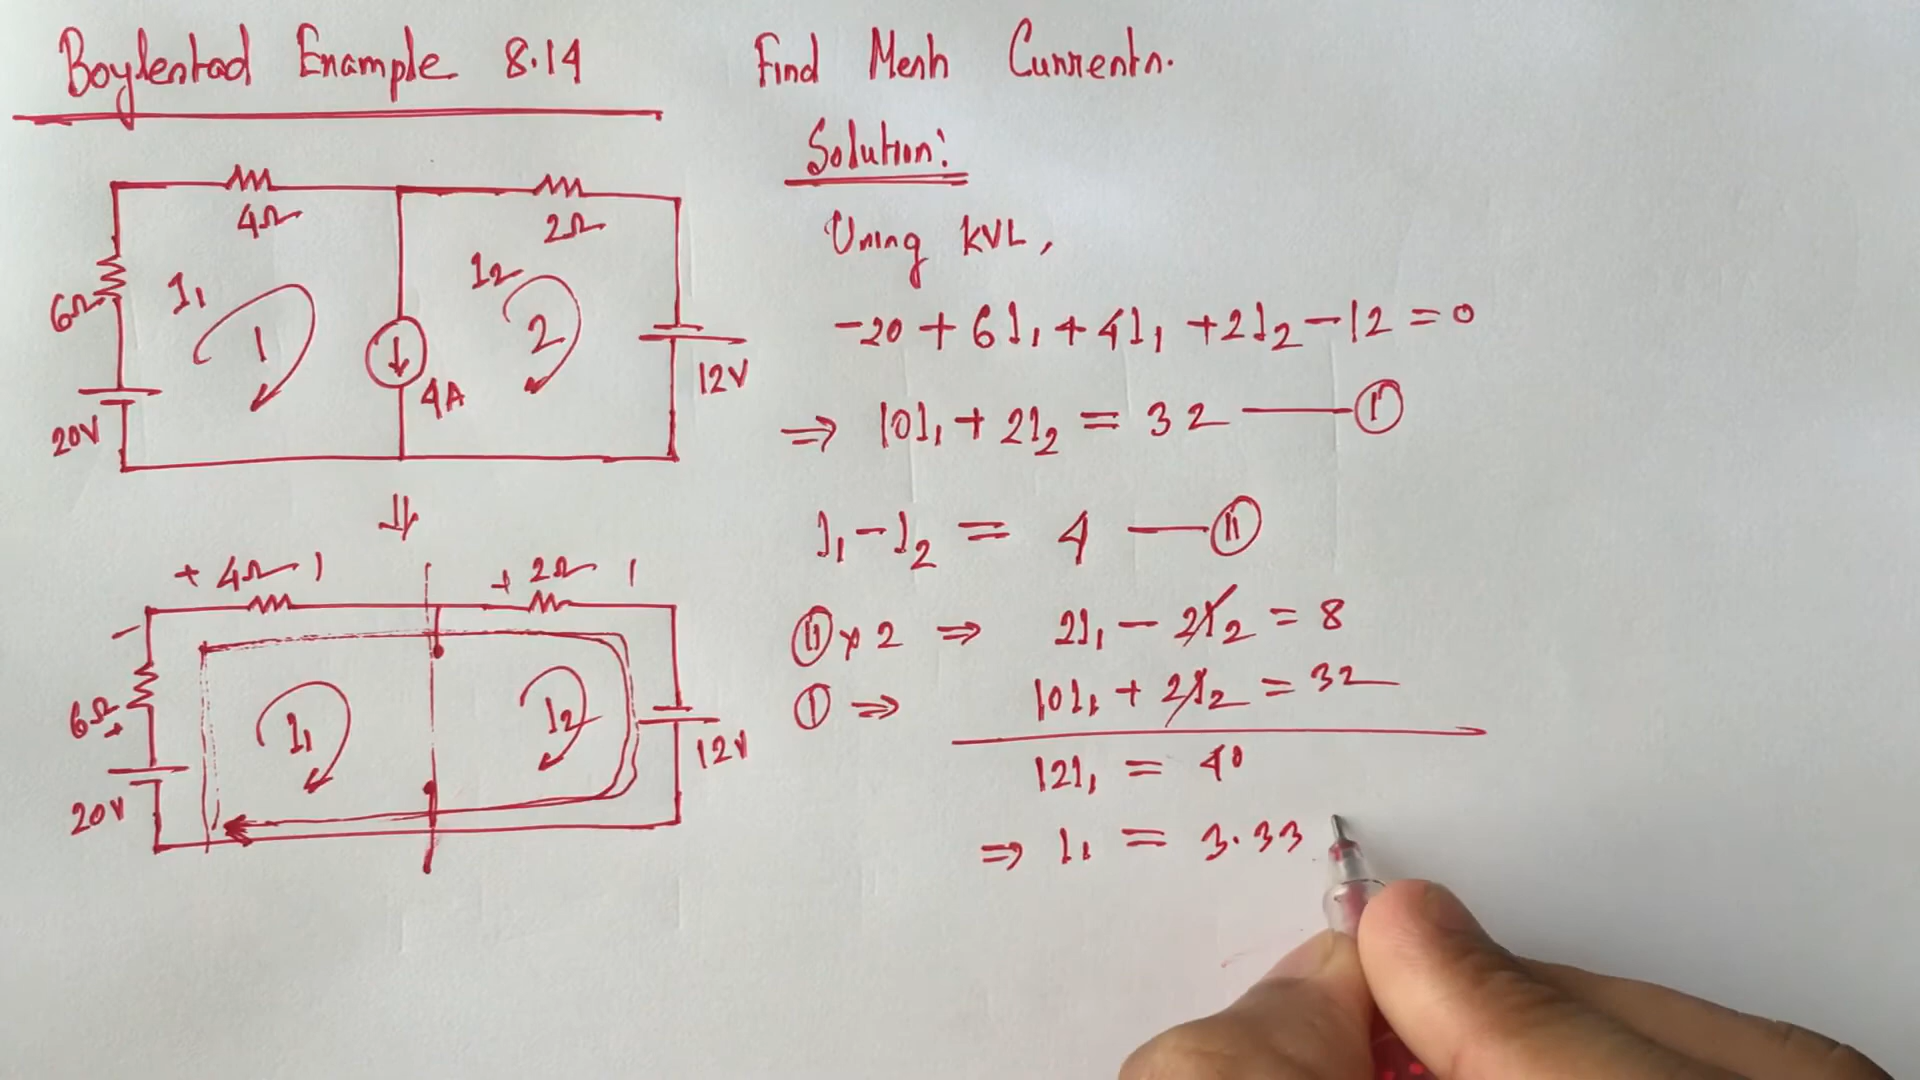 Boylestad Example 8.14
Find Mesh Currents.
Solution:
Using KVL,
-20 + 6I₁ + 4I₁ + 2I₂ - 12 = 0
⇒ 10I₁ + 2I₂ = 32 — Ⓘ
I₁ - I₂ = 4 — Ⓘⓘ
Ⓘⓘ × 2 ⇒ 2I₁ - 2I₂ = 8
Ⓘ ⇒ 10I₁ + 2I₂ = 32
12I₁ = 40
⇒ I₁ = 3.33
4Ω
2Ω
6Ω
I₁
1
I₂
2
4A
12V
20V
⇓
+ 4Ω -
+ 2Ω -
-
6Ω
+
I₁
I₂
12V
20V